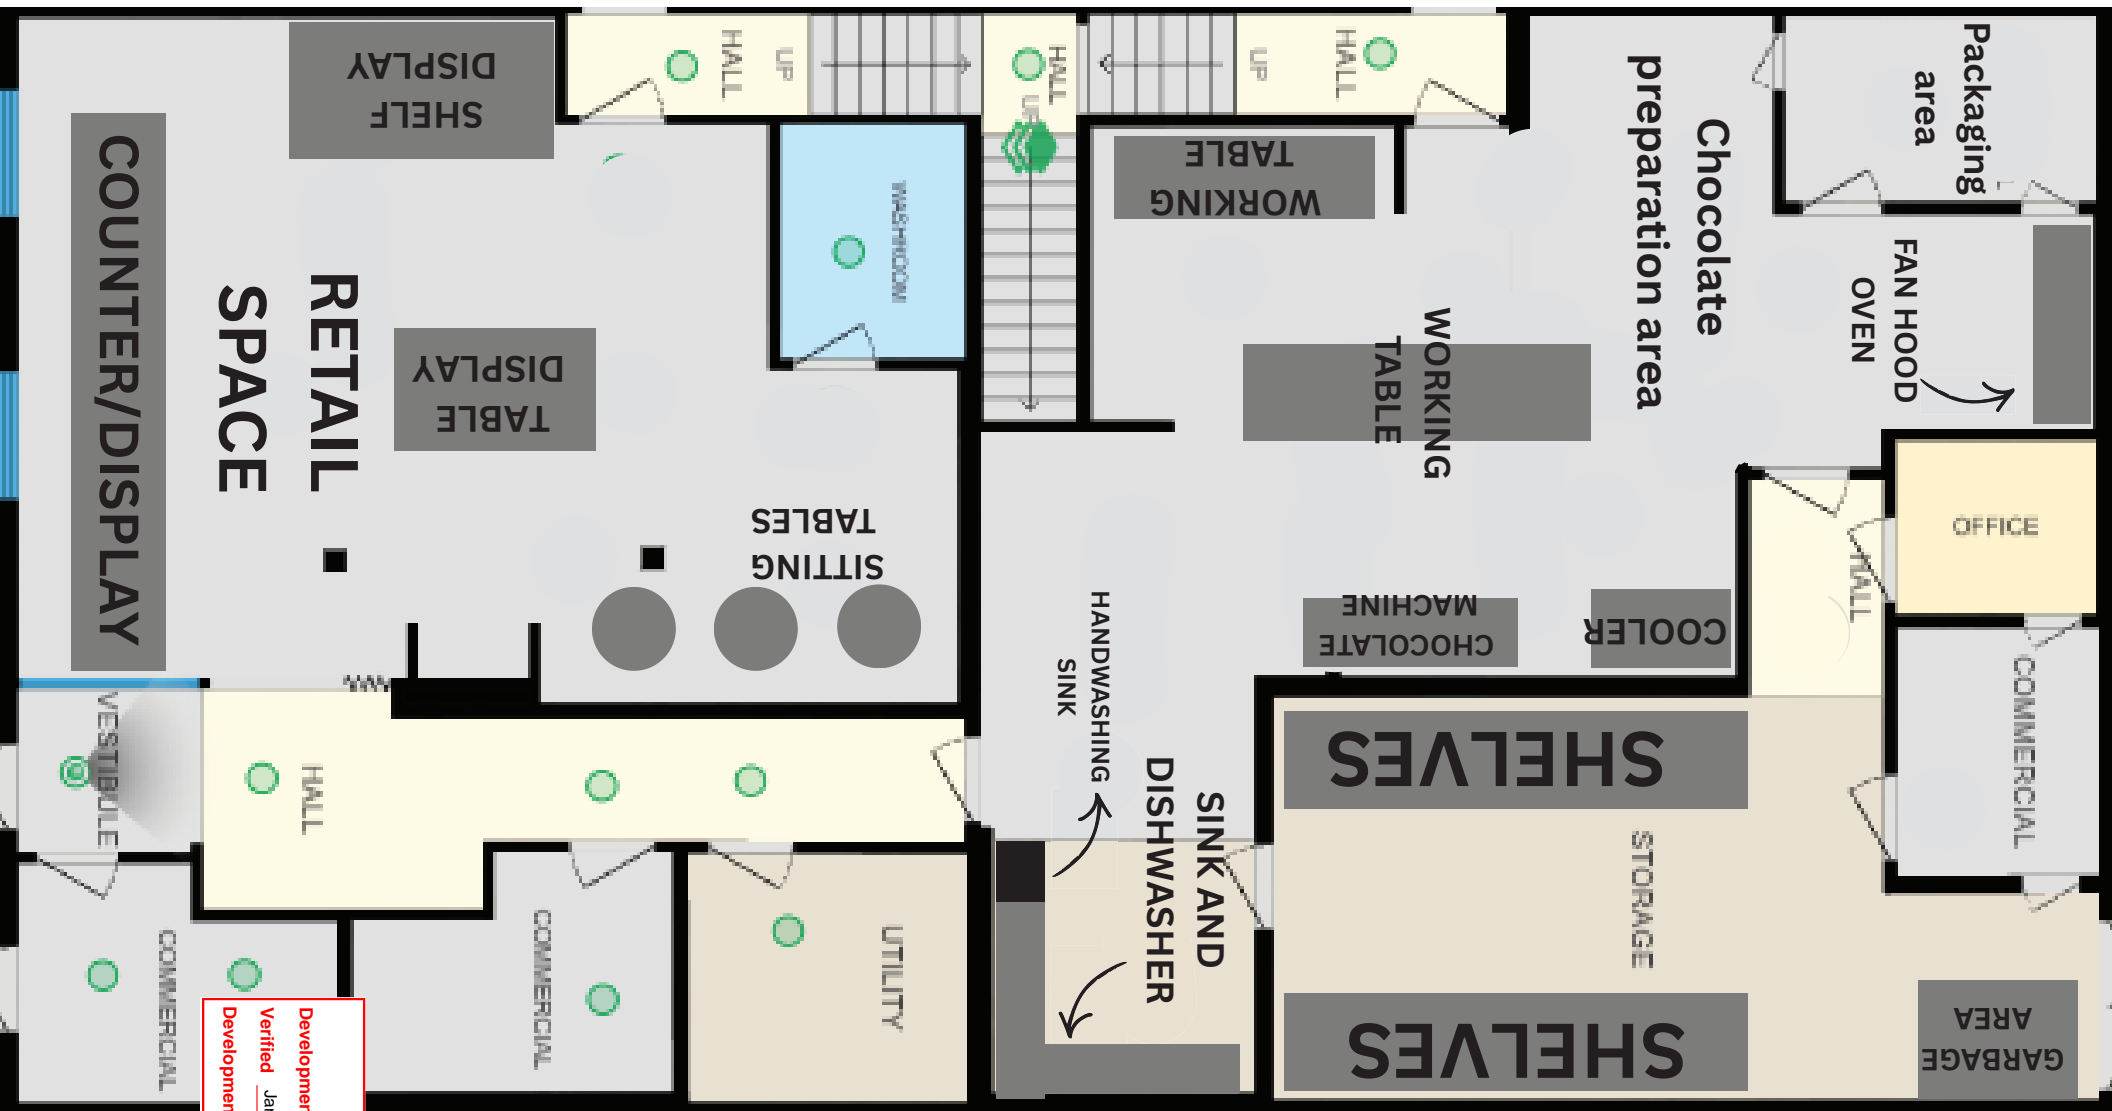 DISPLAY
SHELF
HALL
UP
HALL
UP
UP
HALL
Packaging
area
COUNTER/DISPLAY
RETAIL
SPACE
DISPLAY
TABLE
WASHROOM
WORKING
TABLE
Chocolate
preparation area
FAN HOOD
OVEN
WORKING
TABLE
OFFICE
HALL
SITTING
TABLES
HANDWASHING
SINK
CHOCOLATE
MACHINE
COOLER
COMMERCIAL
VESTIBULE
HALL
SINK AND
DISHWASHER
SHELVES
STORAGE
SHELVES
GARBAGE
AREA
COMMERCIAL
COMMERCIAL
UTILITY
Verified